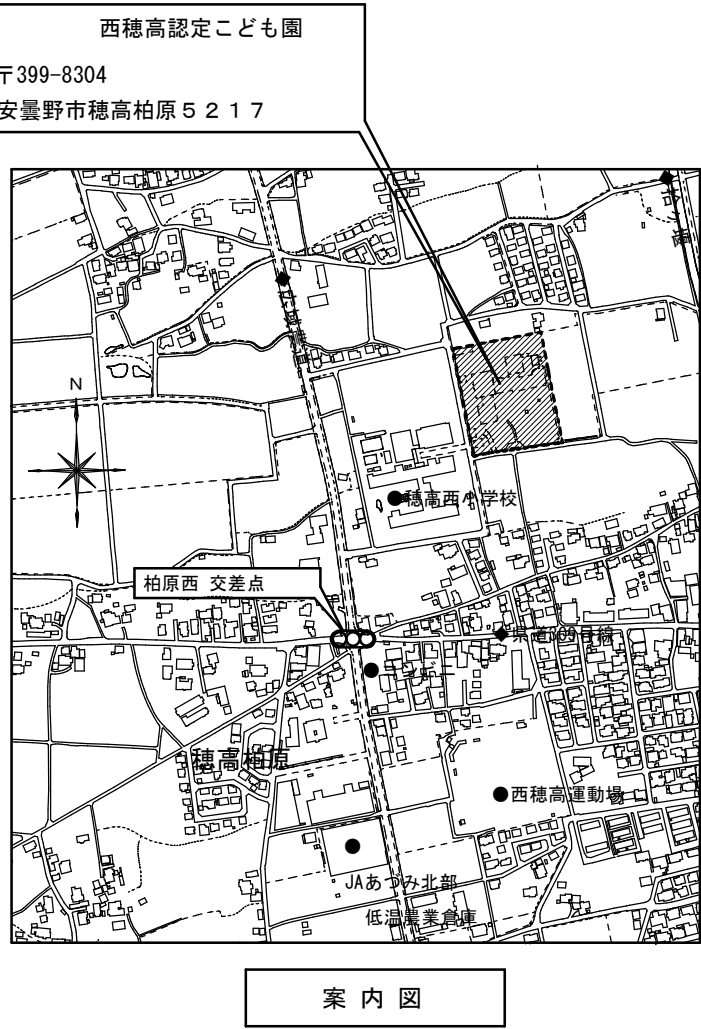 西穂高認定こども園
〒399-8304
安曇野市穂高柏原５２１７
N
穂高西小学校
柏原西 交差点
県道309号線
穂高柏原
西穂高運動場
JAあづみ北部
低温農業倉庫
案 内 図